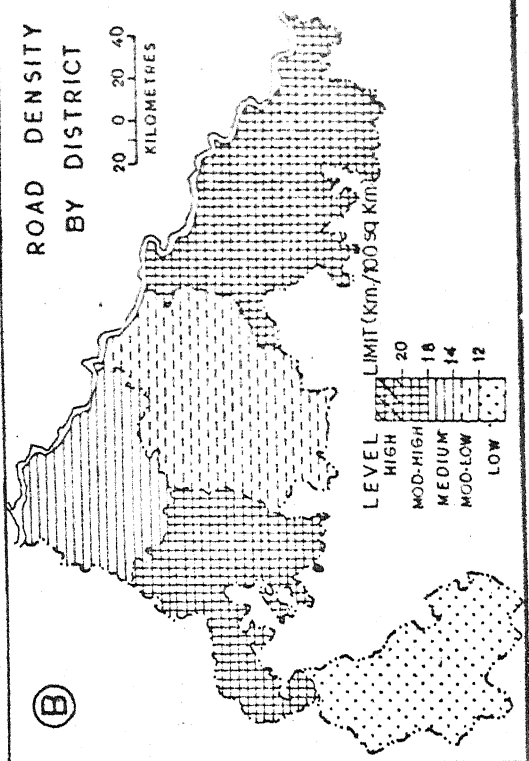 ROAD DENSITY
BY DISTRICT
20 0 20 40
KILOMETRES
B
LEVEL LIMIT (Km/100 sq Km)
HIGH
20
MOD-HIGH
18
MEDIUM
14
MOD-LOW
12
LOW